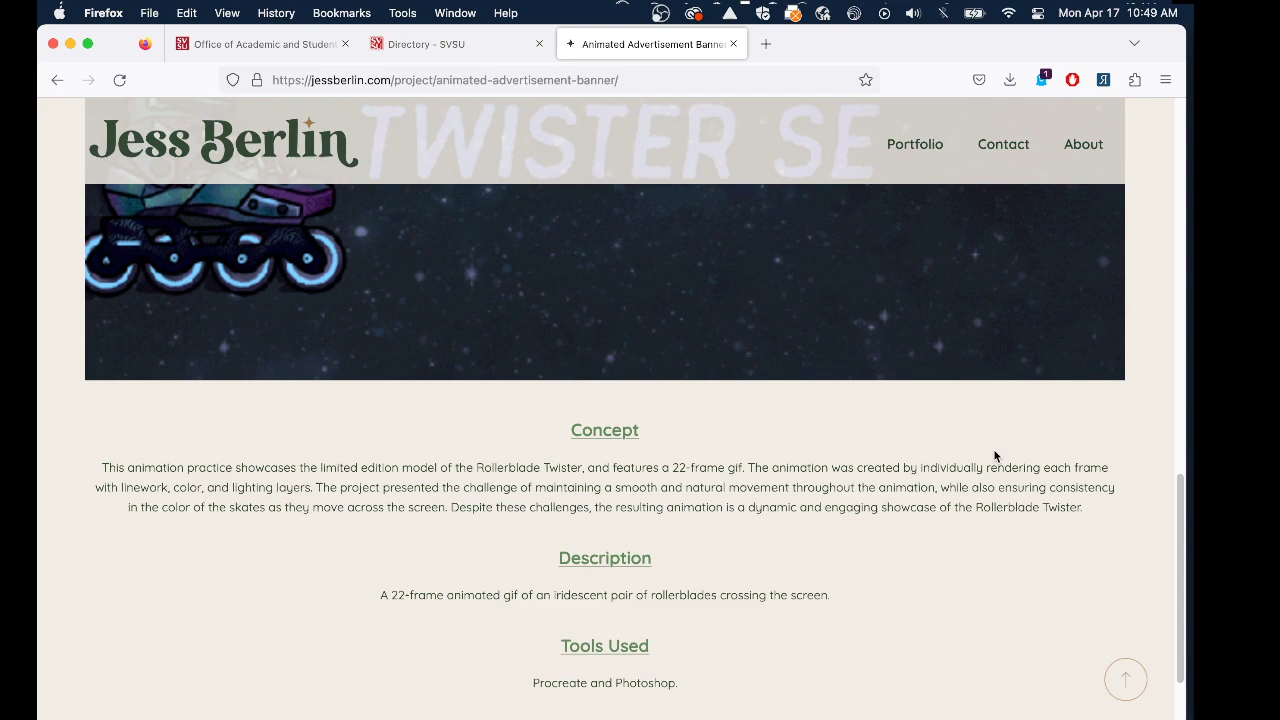 Firefox File Edit View History Bookmarks Tools Window Help Mon Apr 17 10:49 AM
Office of Academic and Student Directory - SVSU Animated Advertisement Banner
https://jessberlin.com/project/animated-advertisement-banner/ 1
TWISTER SE
Jess Berlin Portfolio Contact About
Concept
This animation practice showcases the limited edition model of the Rollerblade Twister, and features a 22-frame gif. The animation was created by individually rendering each frame
with linework, color, and lighting layers. The project presented the challenge of maintaining a smooth and natural movement throughout the animation, while also ensuring consistency
in the color of the skates as they move across the screen. Despite these challenges, the resulting animation is a dynamic and engaging showcase of the Rollerblade Twister.
Description
A 22-frame animated gif of an iridescent pair of rollerblades crossing the screen.
Tools Used
Procreate and Photoshop.